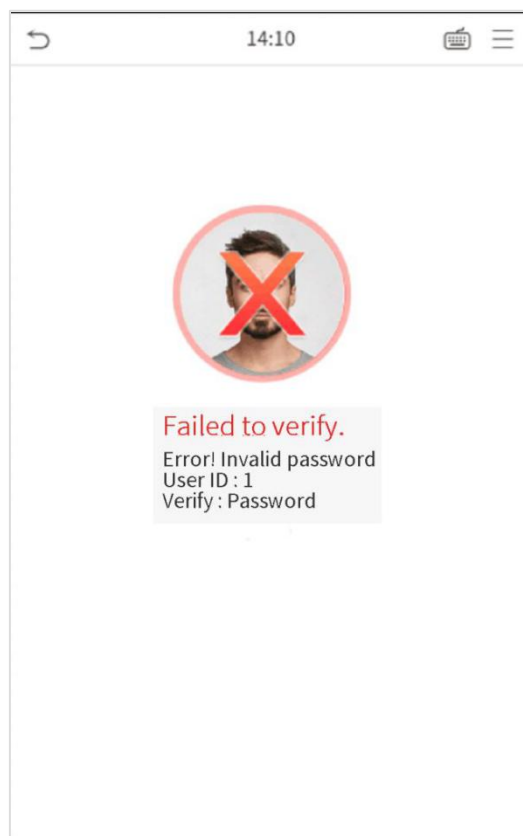 14:10
Failed to verify.
Error! Invalid password
User ID : 1
Verify : Password